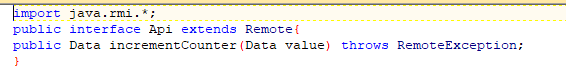 import java.rmi.*;
public interface Api extends Remote{
public Data incrementCounter(Data value) throws RemoteException;
}